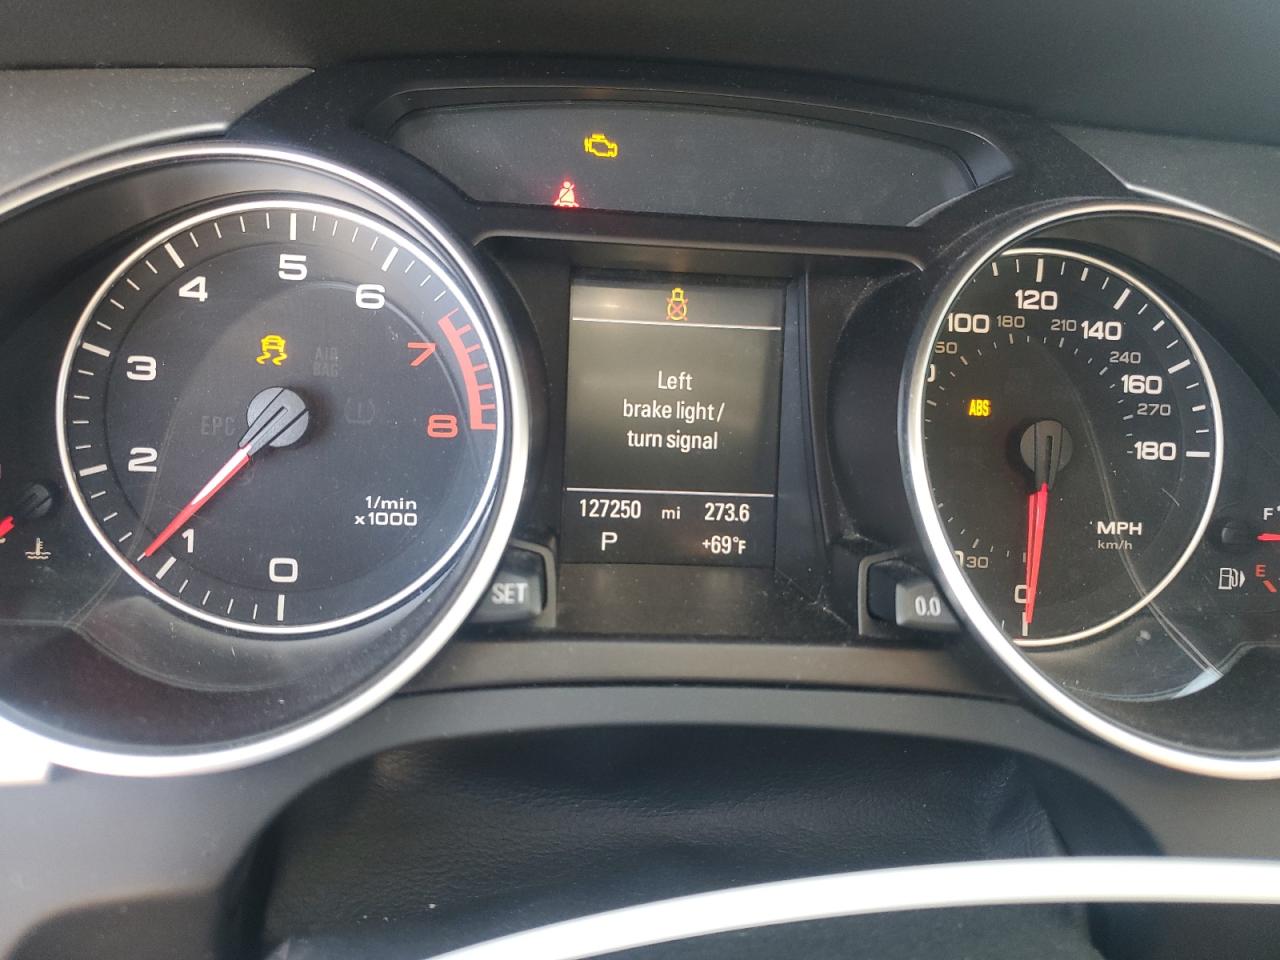 5
4
6
3
7
AIR
BAG
EPC
8
2
1/min
x1000
1
0
SET
Left
brake light/
turn signal
127250 mi 273.6
P +69°F
120
100
180
210
140
240
160
270
ABS
180
MPH
km/h
30
0
0.0
F
E